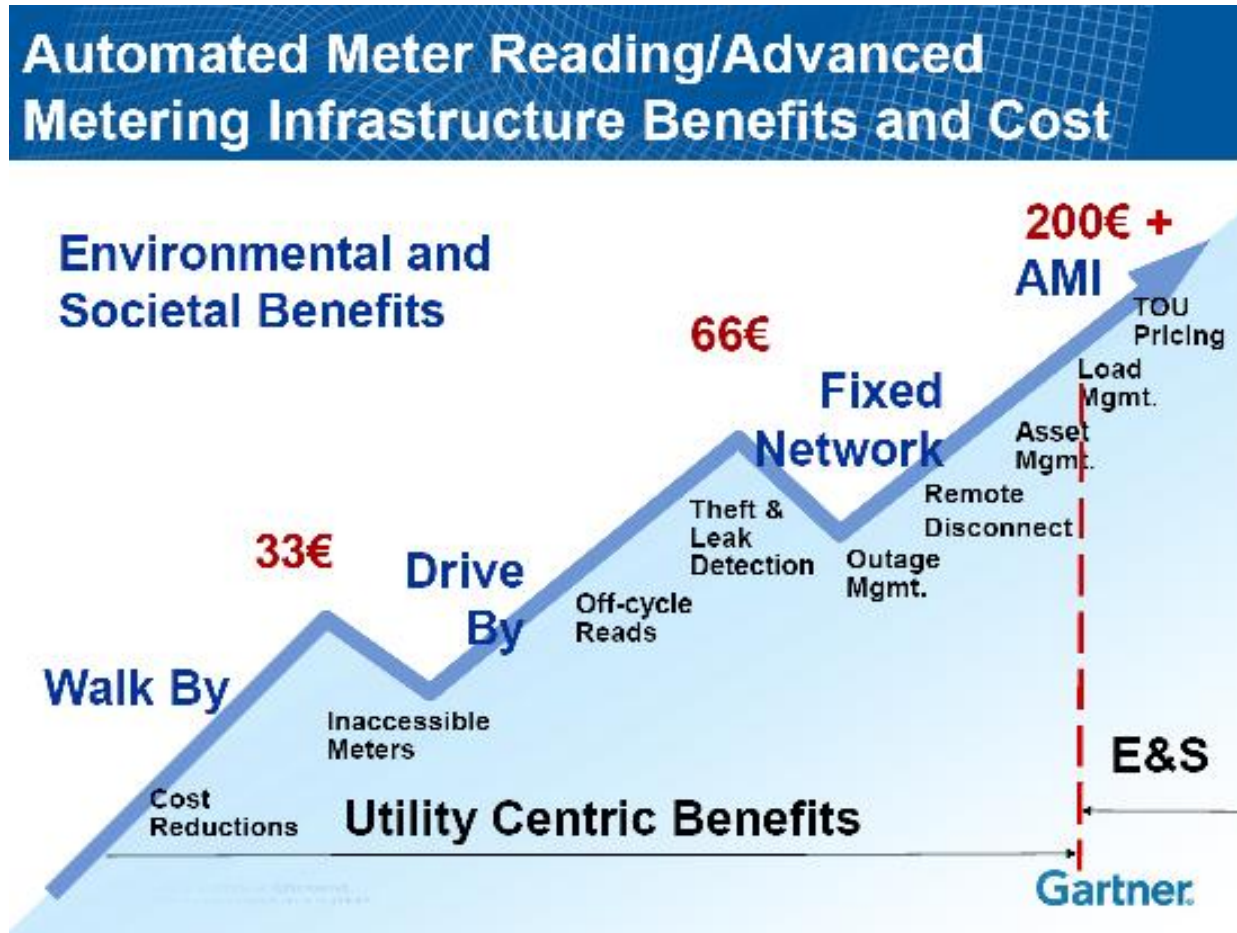 Automated Meter Reading/Advanced
Metering Infrastructure Benefits and Cost
Environmental and
Societal Benefits
200€ +
AMI
TOU
Pricing
66€
Load
Mgmt.
Fixed
Network
Asset
Mgmt.
Remote
Disconnect
Theft &
Leak
Detection
33€
Drive
By
Outage
Mgmt.
Off-cycle
Reads
Walk By
Inaccessible
Meters
E&S
Cost
Reductions
Utility Centric Benefits
Gartner